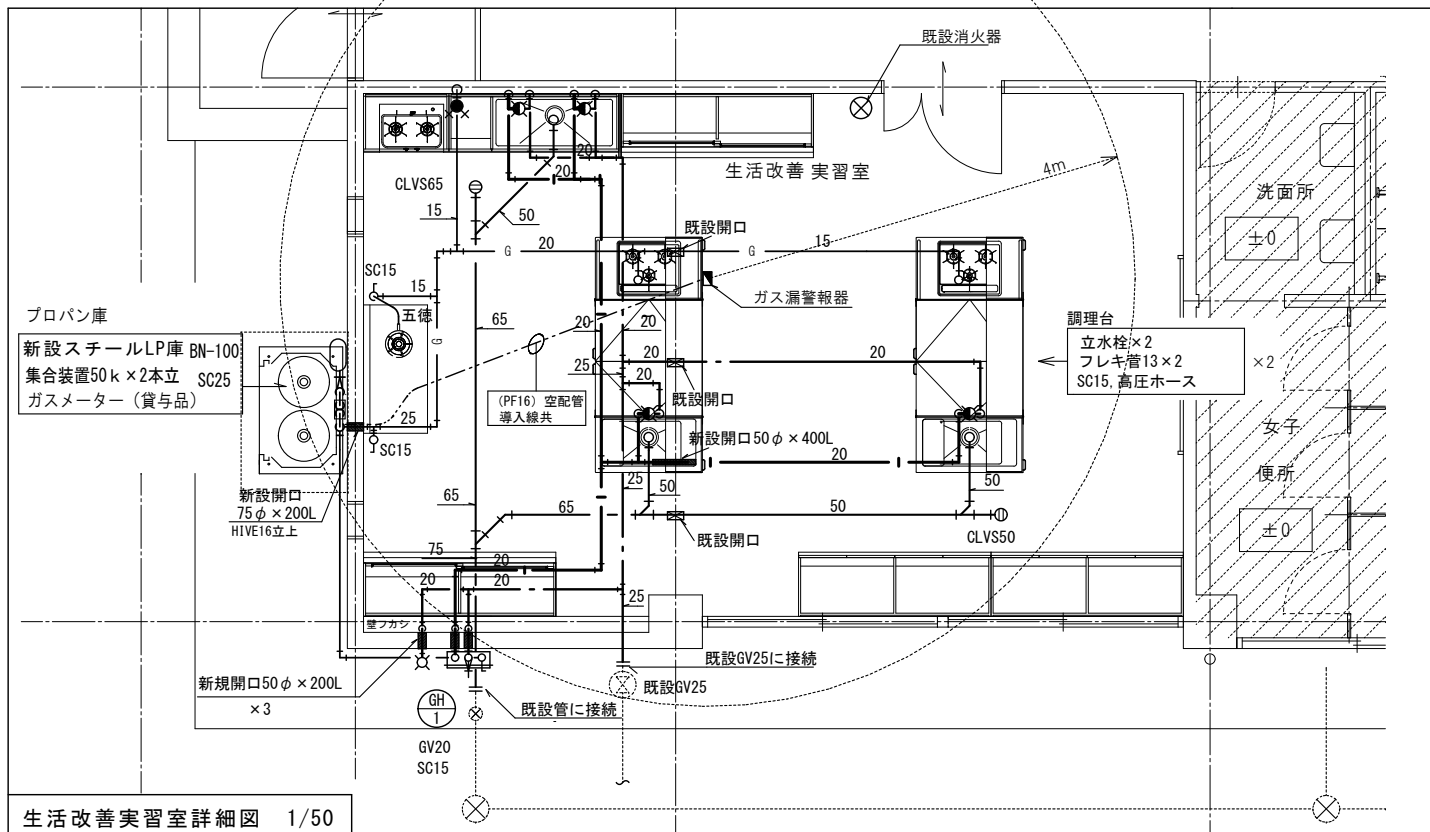 既設消火器
生活改善 実習室
4m
洗面所
±0
CLVS65
20
20
15
50
既設開口
G
20
G
15
SC15
15
ガス漏警報器
プロパン庫
五徳
G
新設スチールLP庫 BN-100
集合装置50k×2本立 SC25
ガスメーター（貸与品）
65
20
20
調理台
立水栓×2
フレキ管13×2
SC15,高圧ホース
×2
25
20
20
20
既設開口
(PF16) 空配管
導入線共
25
SC15
新設開口50φ×400L
20
女子
便所
±0
新設開口
75φ×200L
HIVE16立上
65
25
50
50
65
50
既設開口
CLVS50
75
20
20
20
25
壁フカシ
既設GV25に接続
新規開口50φ×200L
×3
既設GV25
GH
1
既設管に接続
GV20
SC15
生活改善実習室詳細図 1/50